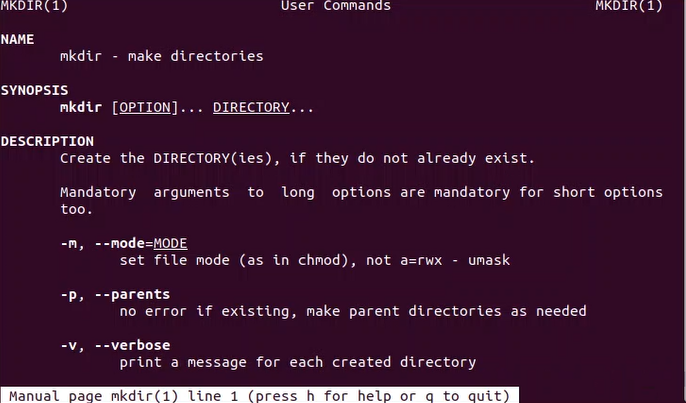 MKDIR(1) User Commands MKDIR(1)
NAME
mkdir - make directories
SYNOPSIS
mkdir [OPTION]... DIRECTORY...
DESCRIPTION
Create the DIRECTORY(ies), if they do not already exist.
Mandatory arguments to long options are mandatory for short options
too.
-m, --mode=MODE
set file mode (as in chmod), not a=rwx - umask
-p, --parents
no error if existing, make parent directories as needed
-v, --verbose
print a message for each created directory
Manual page mkdir(1) line 1 (press h for help or q to quit)